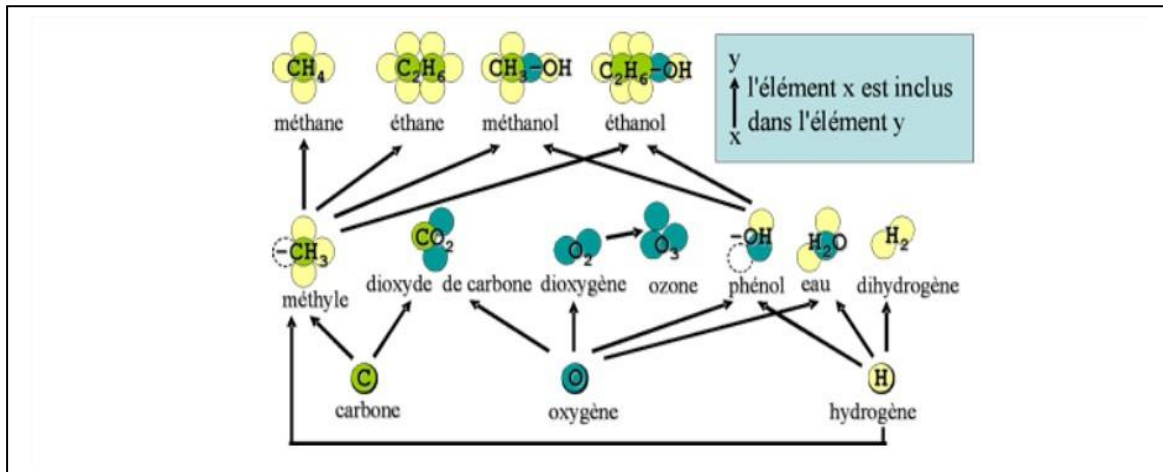 CH4
C2H6
CH3-OH
C2H6-OH
méthane
éthane
méthanol
éthanol
y
l'élément x est inclus
x dans l'élément y
-CH3
CO2
O2
O3
-OH
H2O
H2
méthyle
dioxyde de carbone
dioxygène
ozone
phénol
eau
dihydrogène
C
O
H
carbone
oxygène
hydrogène